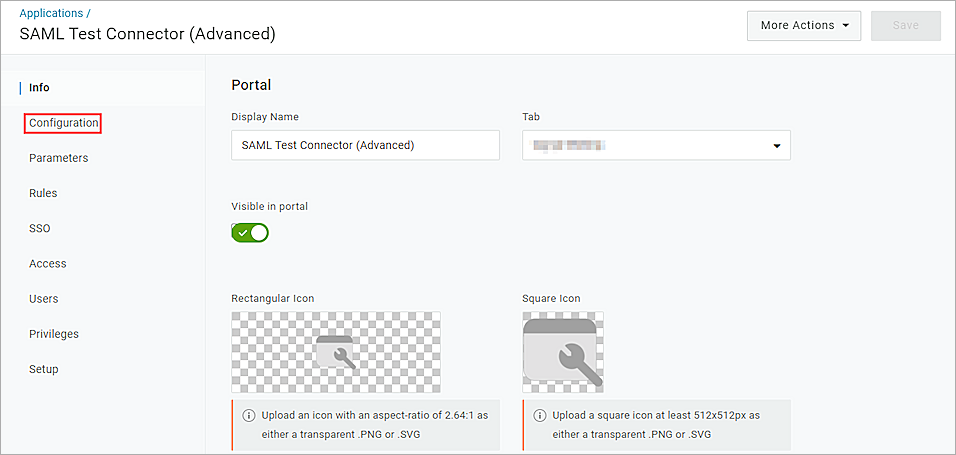 Applications /
SAML Test Connector (Advanced)
More Actions
Save
Info
Configuration
Parameters
Rules
SSO
Access
Users
Privileges
Setup
Portal
Display Name
SAML Test Connector (Advanced)
Tab
Visible in portal
Rectangular Icon
Upload an icon with an aspect-ratio of 2.64:1 as
either a transparent .PNG or .SVG
Square Icon
Upload a square icon at least 512x512px as
either a transparent .PNG or .SVG